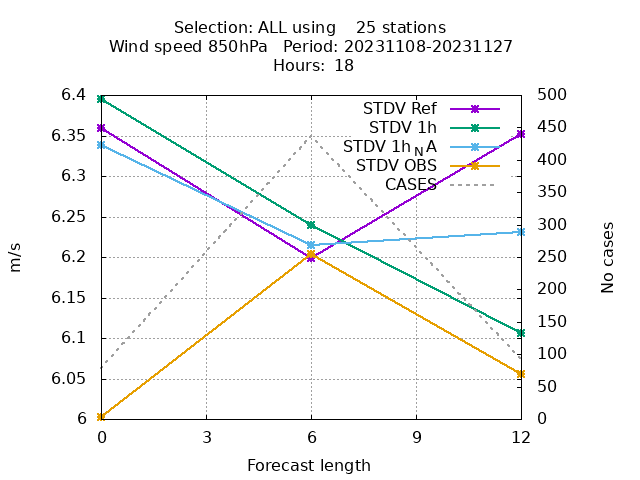 Selection: ALL using    25 stations
Wind speed 850hPa   Period: 20231108-20231127
Hours: 18
STDV Ref
STDV 1h
STDV 1h_N A
STDV OBS
CASES
6.4
6.35
6.3
6.25
6.2
6.15
6.1
6.05
6
500
450
400
350
300
250
200
150
100
50
0
m/s
No cases
0 3 6 9 12
Forecast length